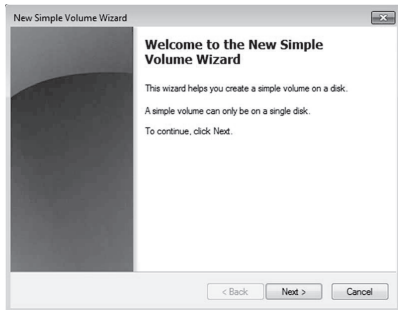 New Simple Volume Wizard
Welcome to the New Simple
Volume Wizard
This wizard helps you create a simple volume on a disk.
A simple volume can only be on a single disk.
To continue, click Next.
< Back Next > Cancel